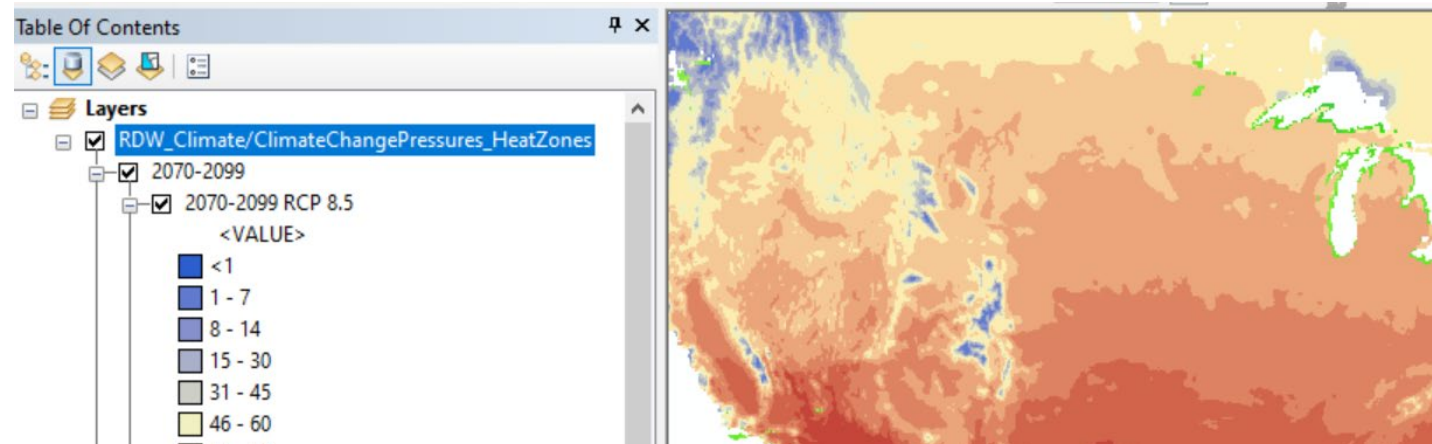 Table Of Contents
Layers
RDW_Climate/ClimateChangePressures_HeatZones
2070-2099
2070-2099 RCP 8.5
<VALUE>
<1
1 - 7
8 - 14
15 - 30
31 - 45
46 - 60